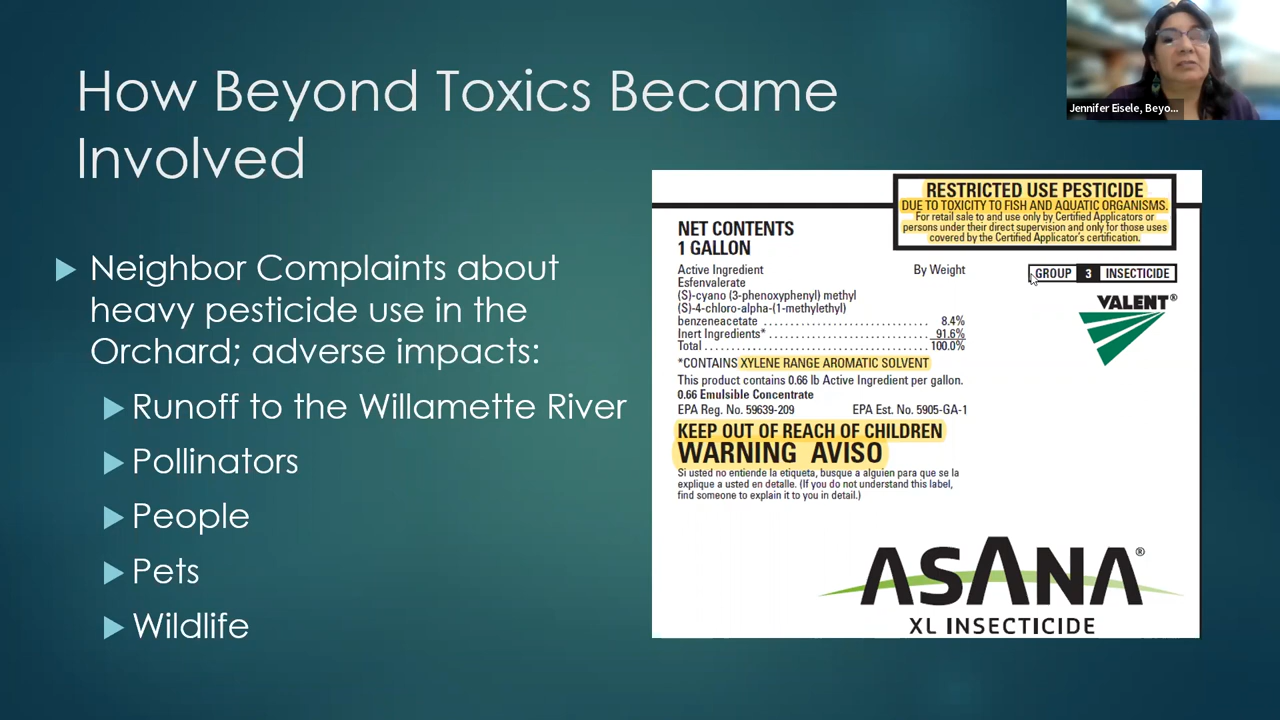 How Beyond Toxics Became
Involved
Neighbor Complaints about
heavy pesticide use in the
Orchard; adverse impacts:
Runoff to the Willamette River
Pollinators
People
Pets
Wildlife
Jennifer Eisele, Beyo...
RESTRICTED USE PESTICIDE
DUE TO TOXICITY TO FISH AND AQUATIC ORGANISMS.
For retail sale to and use only by Certified Applicators or
persons under their direct supervision and only for those uses
covered by the Certified Applicator's certification.
NET CONTENTS
1 GALLON
Active Ingredient By Weight
Esfenvalerate
(S)-cyano (3-phenoxyphenyl) methyl
(S)-4-chloro-alpha-(1-methylethyl)
benzeneacetate ........................................ 8.4%
Inert Ingredients* ........................................ 91.6%
Total ........................................ 100.0%
*CONTAINS XYLENE RANGE AROMATIC SOLVENT
This product contains 0.66 lb Active Ingredient per gallon.
0.66 Emulsible Concentrate
EPA Reg. No. 59639-209 EPA Est. No. 5905-GA-1
KEEP OUT OF REACH OF CHILDREN
WARNING AVISO
Si usted no entiende la etiqueta, busque a alguien para que se la
explique a usted en detalle. (If you do not understand this label,
find someone to explain it to you in detail.)
GROUP 3 INSECTICIDE
VALENT®
ASANA®
XL INSECTICIDE